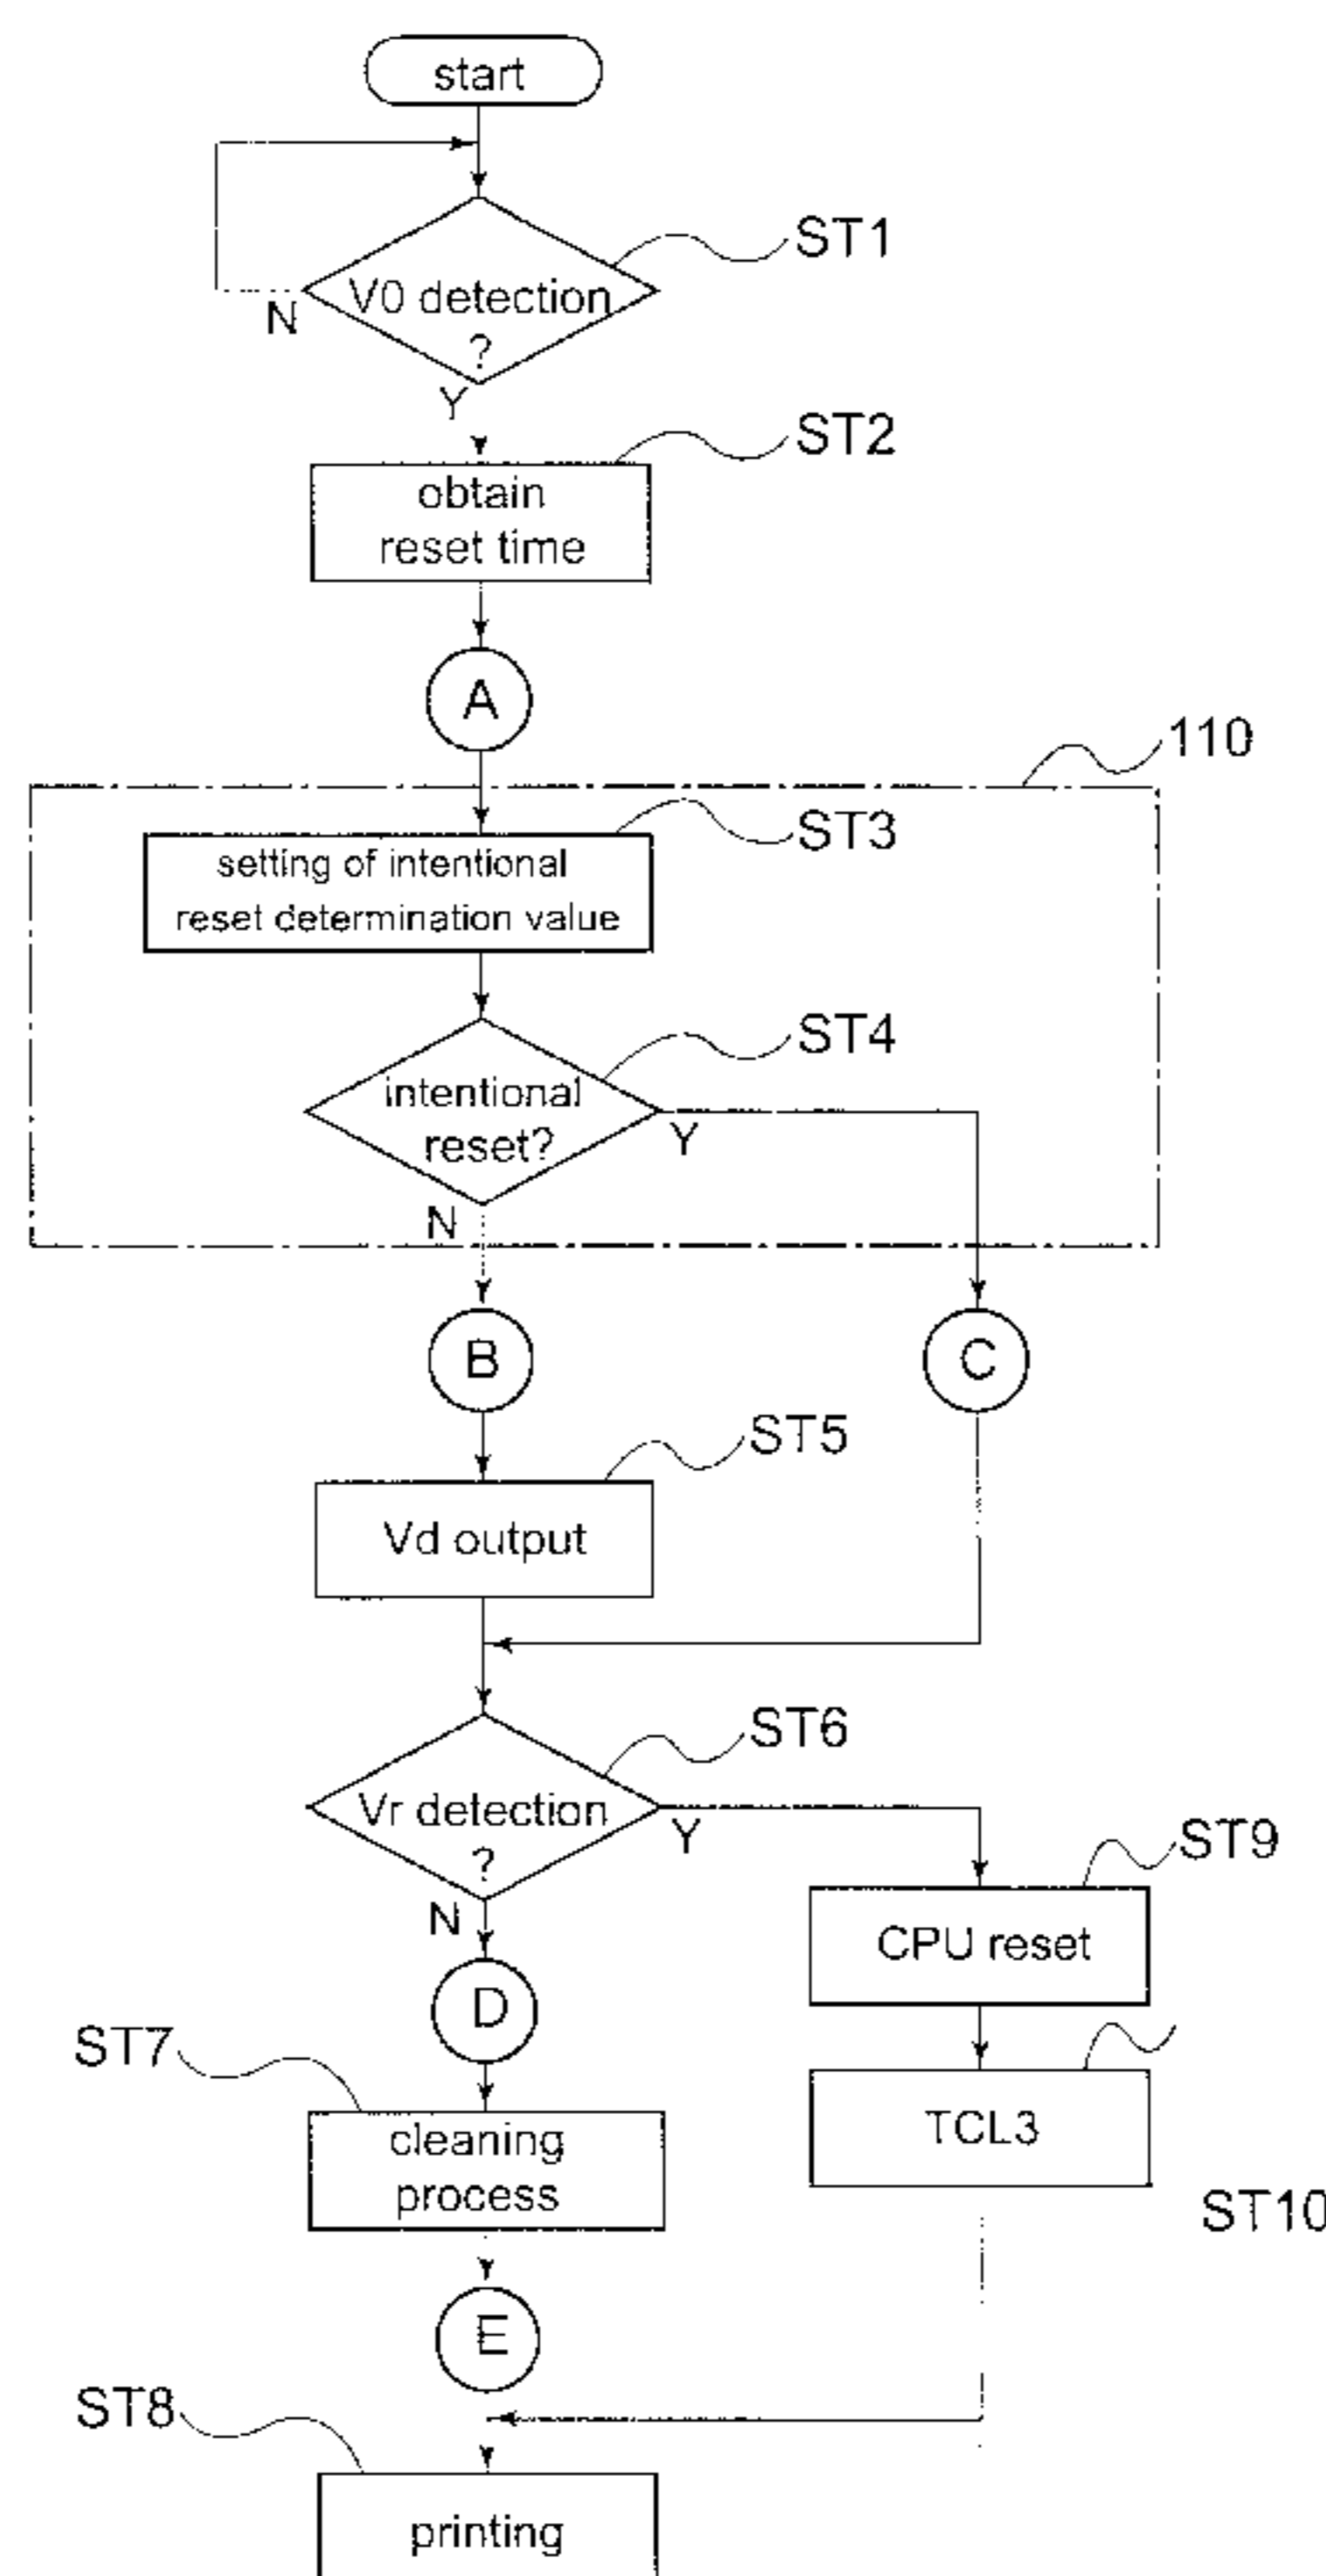 start
ST1
V0 detection
?
N
Y
ST2
obtain
reset time
A
110
ST3
setting of intentional
reset determination value
ST4
intentional
reset?
Y
N
B
C
ST5
Vd output
ST6
Vr detection
?
Y
N
ST9
CPU reset
D
ST7
TCL3
cleaning
process
ST10
E
ST8
printing